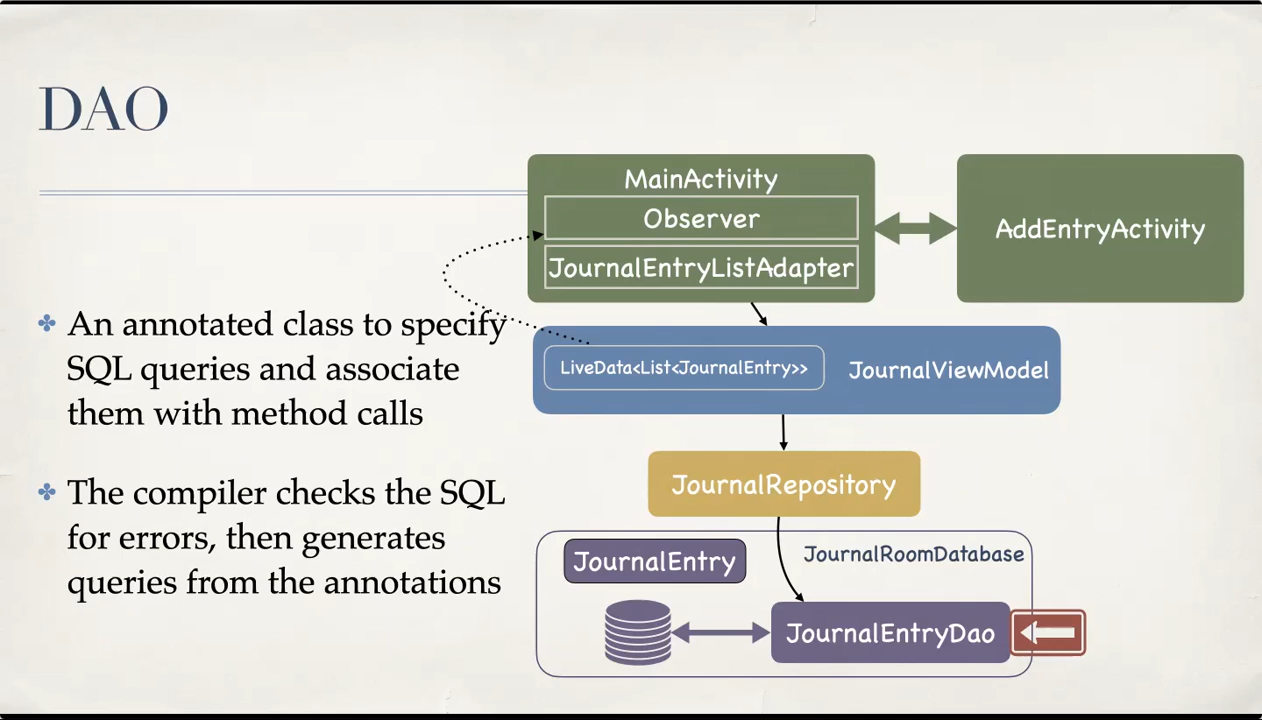 DAO
An annotated class to specify
SQL queries and associate
them with method calls
The compiler checks the SQL
for errors, then generates
queries from the annotations
MainActivity
Observer
JournalEntryListAdapter
AddEntryActivity
LiveData<List<JournalEntry>>
JournalViewModel
JournalRepository
JournalEntry
JournalRoomDatabase
JournalEntryDao